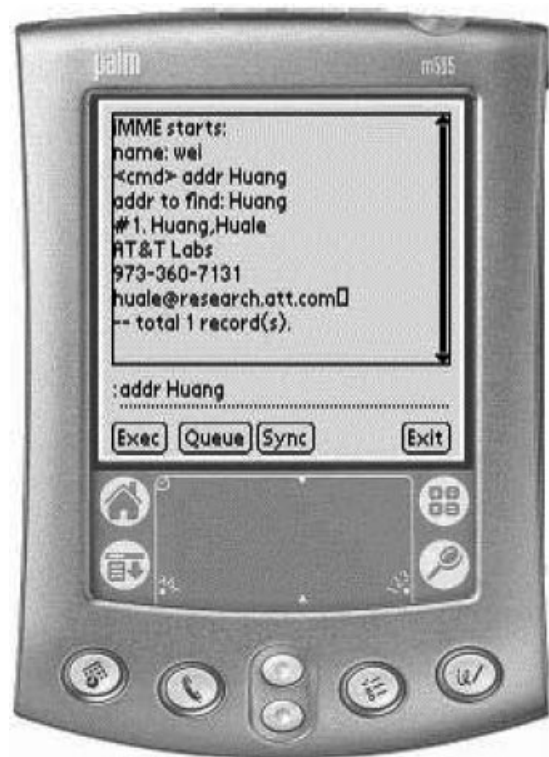 palm
m505
iMME starts:
name: wei
<cmd> addr Huang
addr to find: Huang
#1. Huang,Huale
AT&T Labs
973-360-7131
huale@research.att.com
-- total 1 record(s).
:addr Huang
Exec Queue Sync Exit